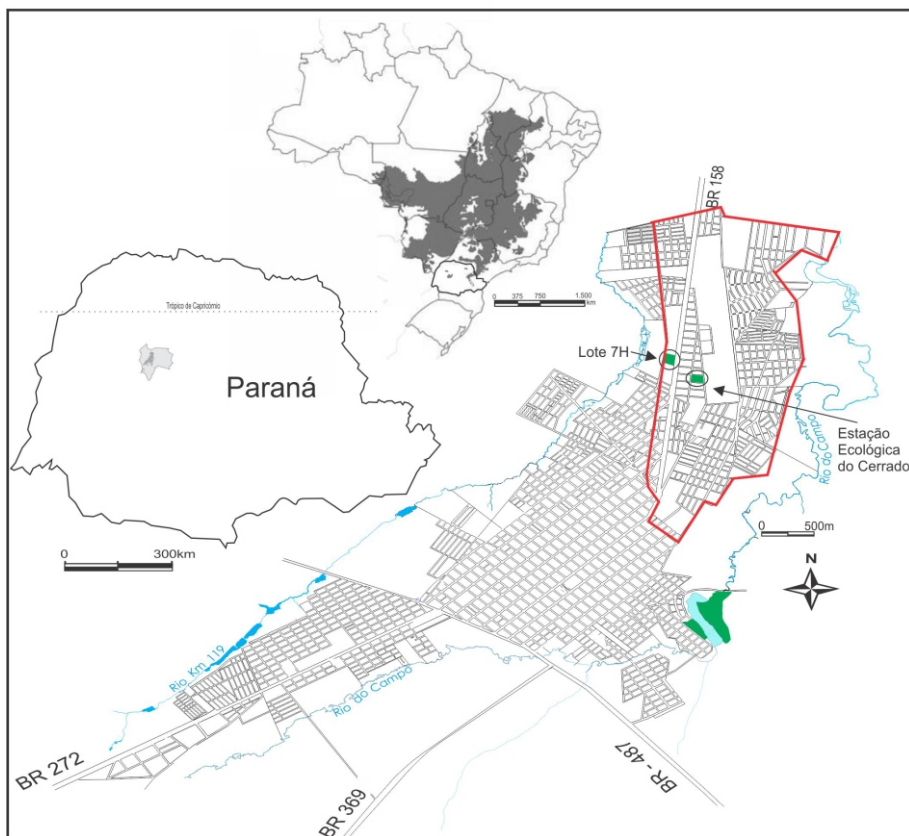 BR 158
0 375 750 1.500
km
Trópico de Capricórnio
Paraná
Lote 7H
Estação
Ecológica
do Cerrado
Rio do Campo
0 500m
0 300km
N
Rio Km 119
Rio do Campo
BR 272
BR 369
BR - 487